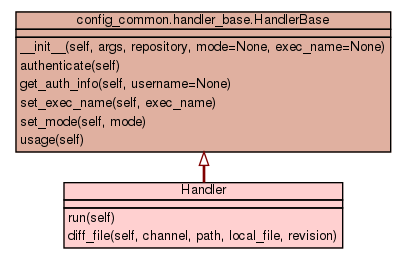 config_common.handler_base.HandlerBase
__init__(self, args, repository, mode=None, exec_name=None)
authenticate(self)
get_auth_info(self, username=None)
set_exec_name(self, exec_name)
set_mode(self, mode)
usage(self)
Handler
run(self)
diff_file(self, channel, path, local_file, revision)